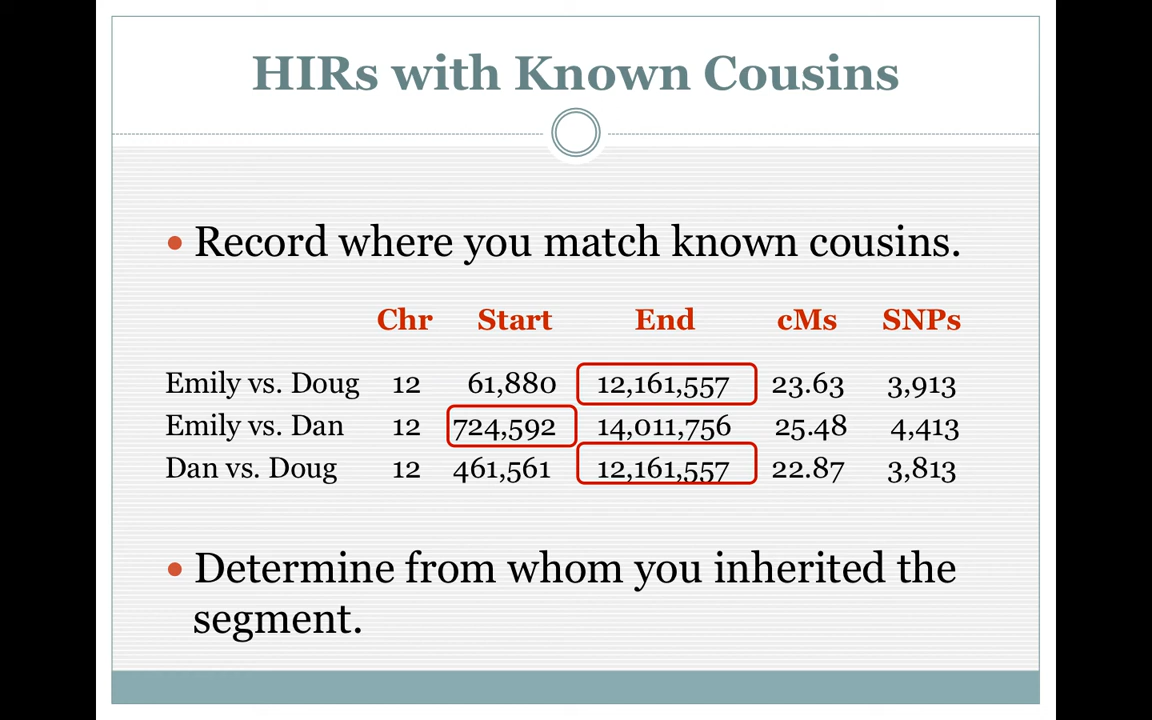 HIRs with Known Cousins
• Record where you match known cousins.
Chr Start End cMs SNPs
Emily vs. Doug 12 61,880 12,161,557 23.63 3,913
Emily vs. Dan 12 724,592 14,011,756 25.48 4,413
Dan vs. Doug 12 461,561 12,161,557 22.87 3,813
• Determine from whom you inherited the
segment.